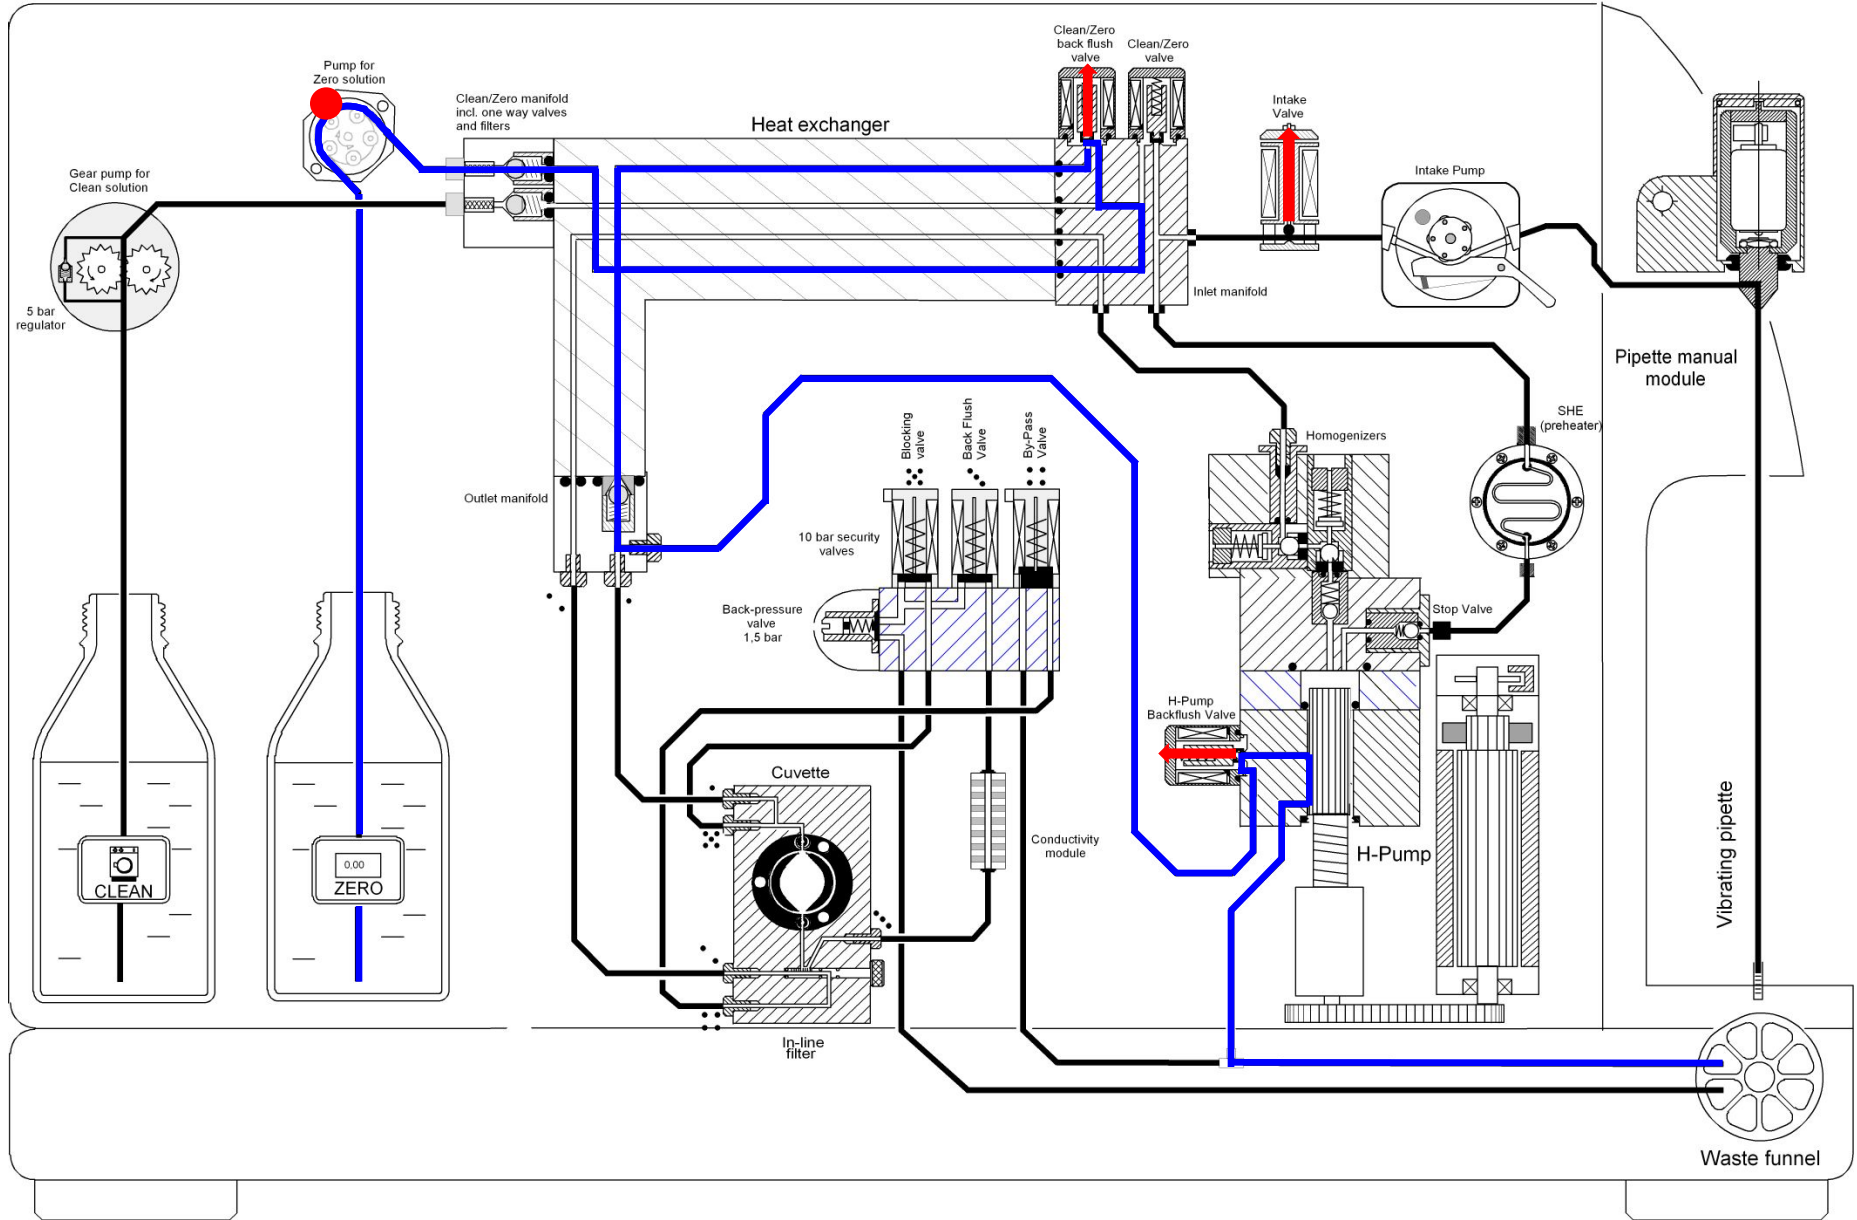 Clean/Zero
back flush
valve
Clean/Zero
valve
Pump for
Zero solution
Clean/Zero manifold
incl. one way valves
and filters
Heat exchanger
Intake
Valve
Gear pump for
Clean solution
Intake Pump
5 bar
regulator
Inlet manifold
Pipette manual
module
SHE
(preheater)
Blocking
valve
Back Flush
Valve
By-Pass
Valve
Homogenizers
Outlet manifold
10 bar security
valves
Back-pressure
valve
1,5 bar
Stop Valve
H-Pump
Backflush Valve
Cuvette
Conductivity
module
H-Pump
Vibrating pipette
CLEAN
0,00
ZERO
In-line
filter
Waste funnel